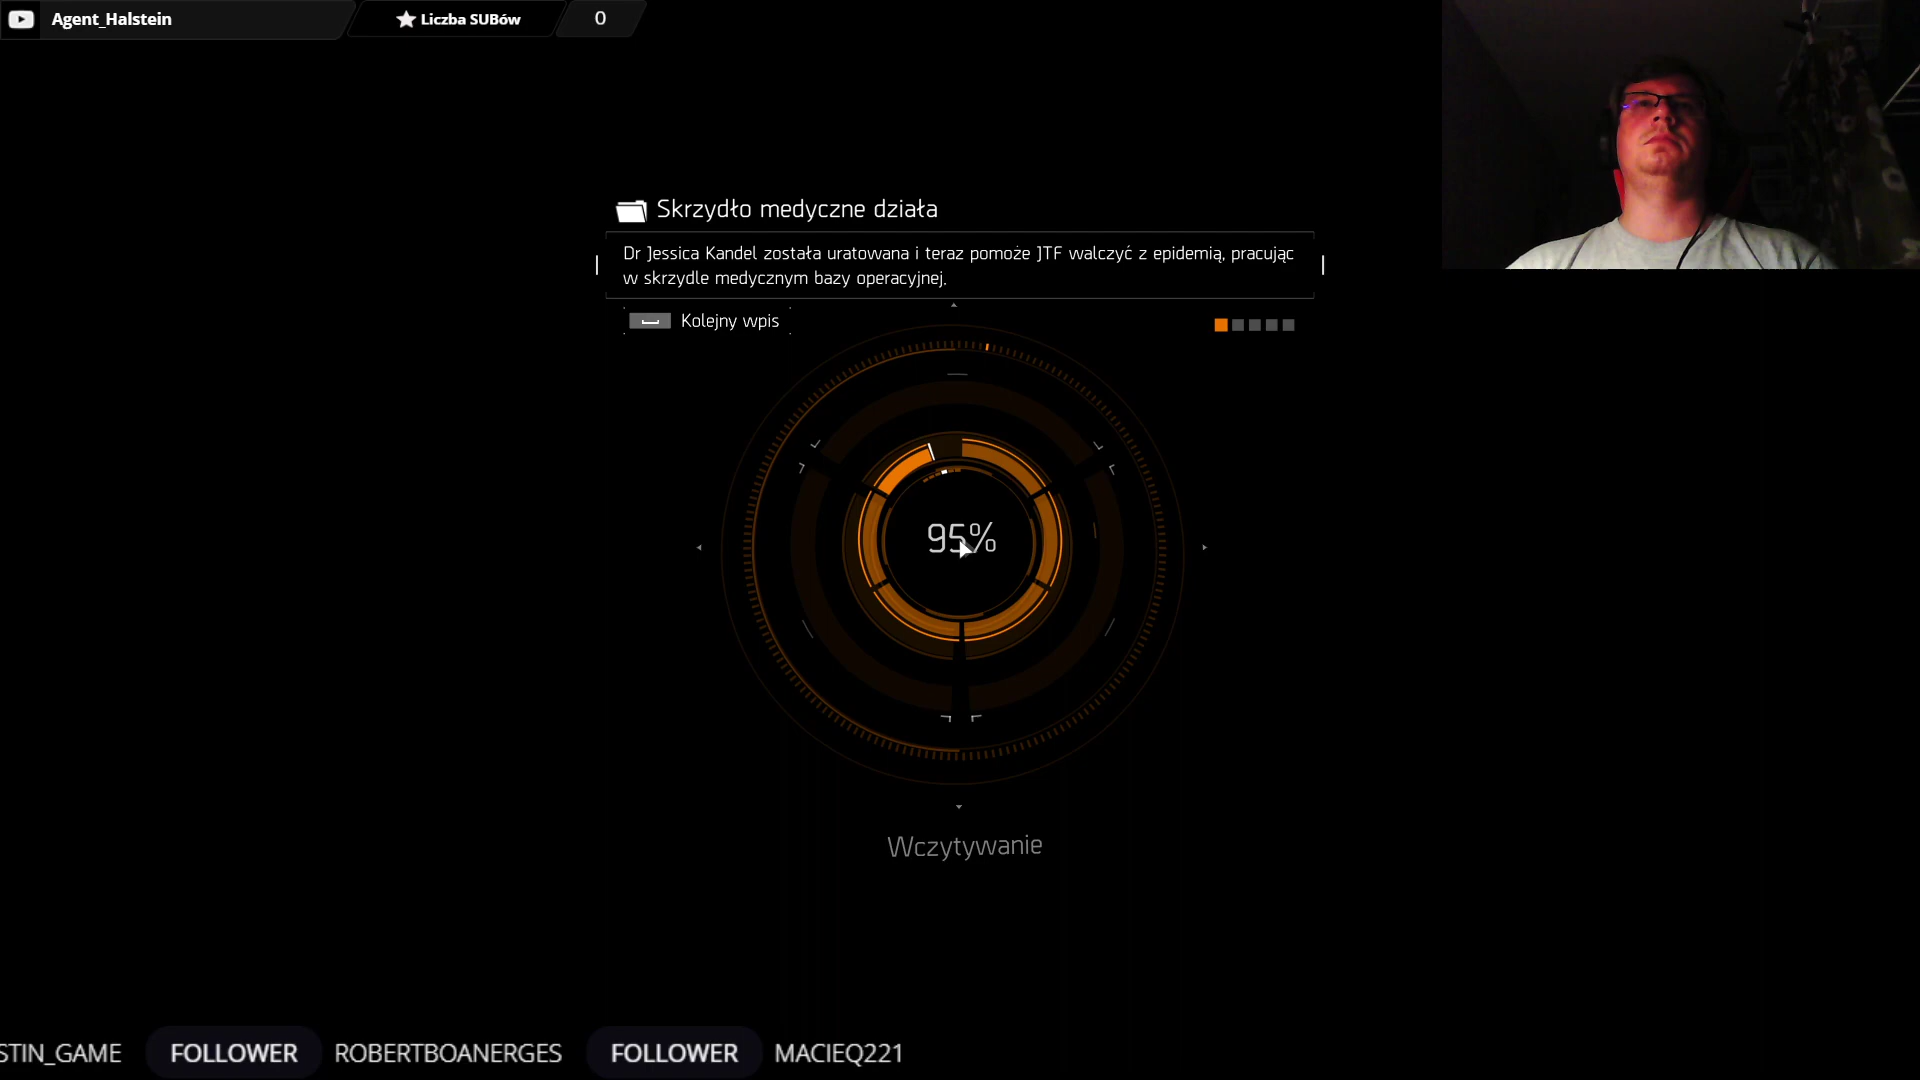 Agent_Halstein
Liczba SUBów
0
Skrzydło medyczne działa
Dr Jessica Kandel została uratowana i teraz pomoże JTF walczyć z epidemią, pracując
w skrzydle medycznym bazy operacyjnej.
Kolejny wpis
95%
Wczytywanie
STIN_GAME FOLLOWER ROBERTBOANERGES FOLLOWER MACIEQ221